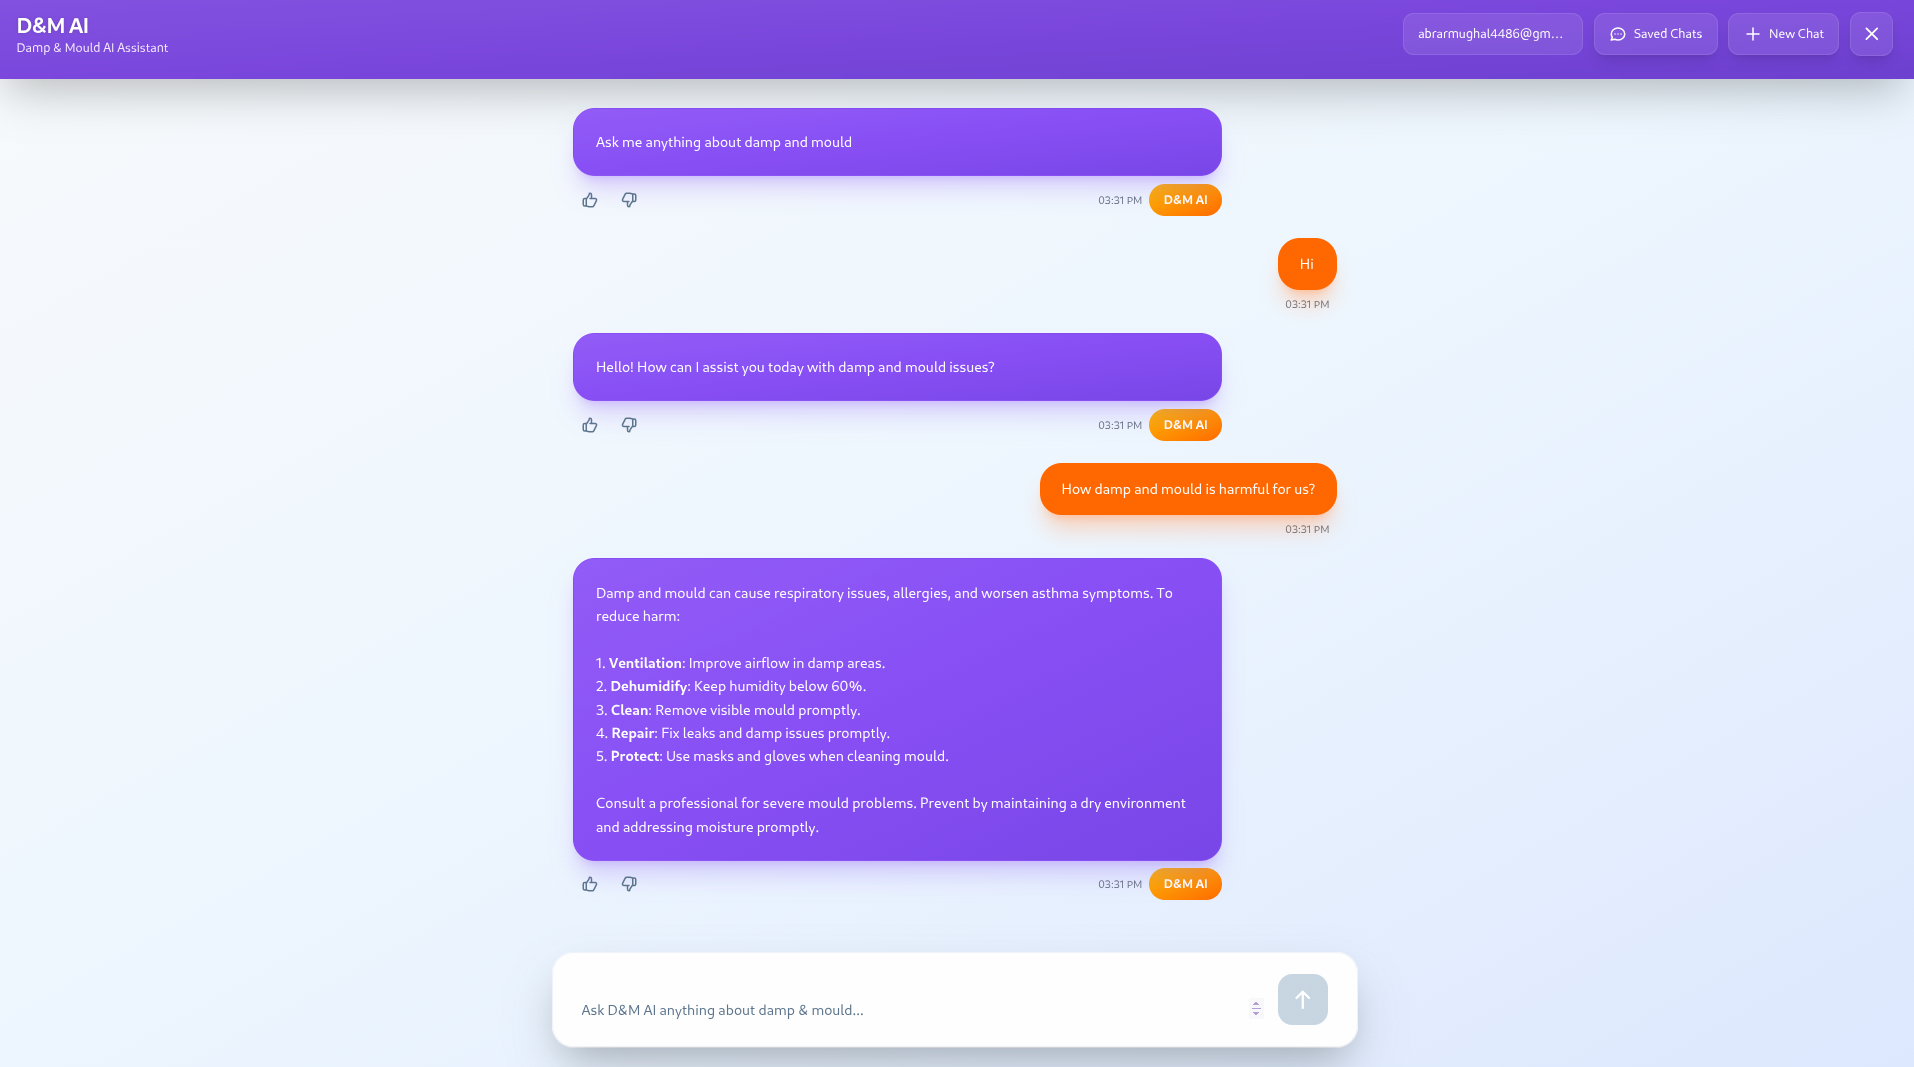 D&M AI
Damp & Mould AI Assistant
abrarmughal4486@gm...
Saved Chats
New Chat
Ask me anything about damp and mould
03:31 PM
D&M AI
Hi
03:31 PM
Hello! How can I assist you today with damp and mould issues?
03:31 PM
D&M AI
How damp and mould is harmful for us?
03:31 PM
Damp and mould can cause respiratory issues, allergies, and worsen asthma symptoms. To
reduce harm:
1. Ventilation: Improve airflow in damp areas.
2. Dehumidify: Keep humidity below 60%.
3. Clean: Remove visible mould promptly.
4. Repair: Fix leaks and damp issues promptly.
5. Protect: Use masks and gloves when cleaning mould.
Consult a professional for severe mould problems. Prevent by maintaining a dry environment
and addressing moisture promptly.
03:31 PM
D&M AI
Ask D&M AI anything about damp & mould...